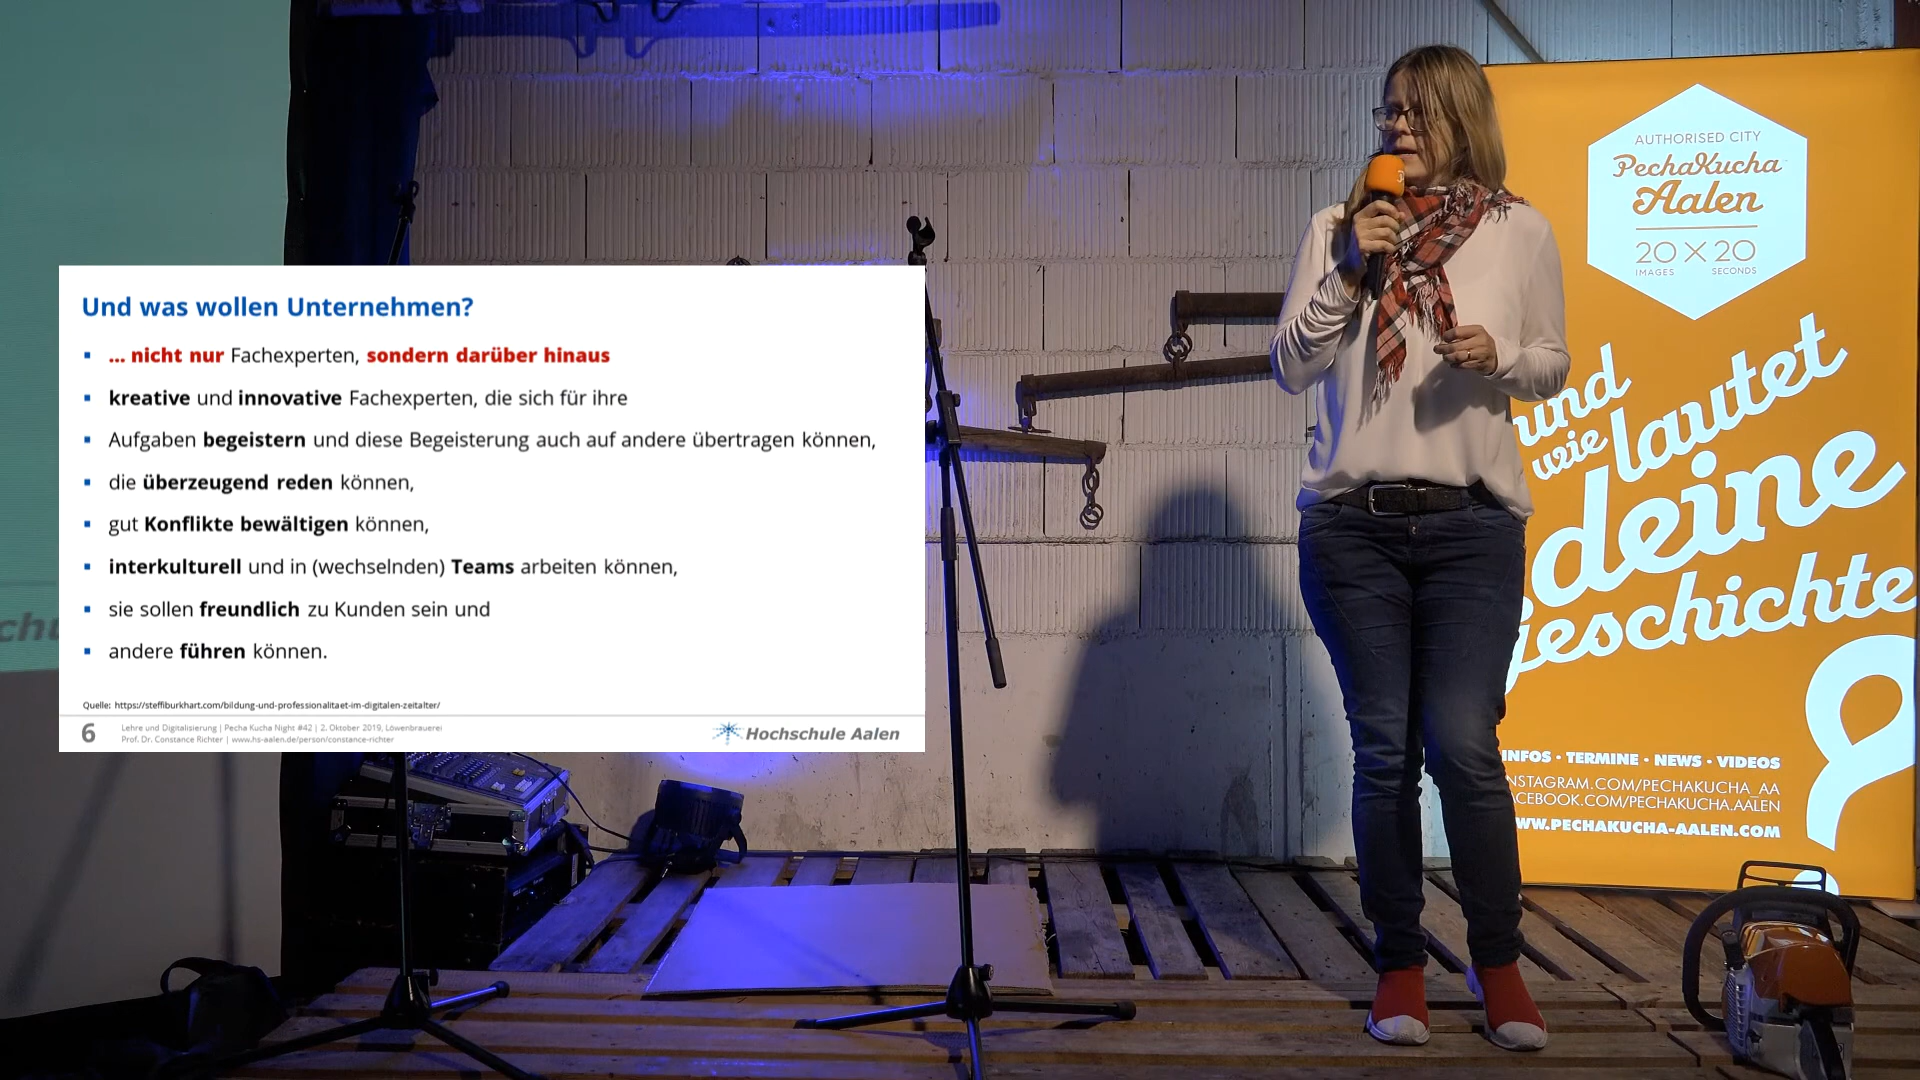 Und was wollen Unternehmen?
... nicht nur Fachexperten, sondern darüber hinaus
kreative und innovative Fachexperten, die sich für ihre
Aufgaben begeistern und diese Begeisterung auch auf andere übertragen können,
die überzeugend reden können,
gut Konflikte bewältigen können,
interkulturell und in (wechselnden) Teams arbeiten können,
sie sollen freundlich zu Kunden sein und
andere führen können.
Quelle: https://steffiburkhart.com/bildung-und-professionalitaet-im-digitalen-zeitalter/
6
Lehre und Digitalisierung | Pecha Kucha Night #42 | 2. Oktober 2019, Löwenbrauerei
Prof. Dr. Constance Richter | www.hs-aalen.de/person/constance-richter
Hochschule Aalen
AUTHORISED CITY
PechaKucha
Aalen
20 X 20
IMAGES SECONDS
und
wie lautet
deine
geschichte
INFOS · TERMINE · NEWS · VIDEOS
NSTAGRAM.COM/PECHAKUCHA_AA
CEBOOK.COM/PECHAKUCHA.AALEN
WW.PECHAKUCHA-AALEN.COM